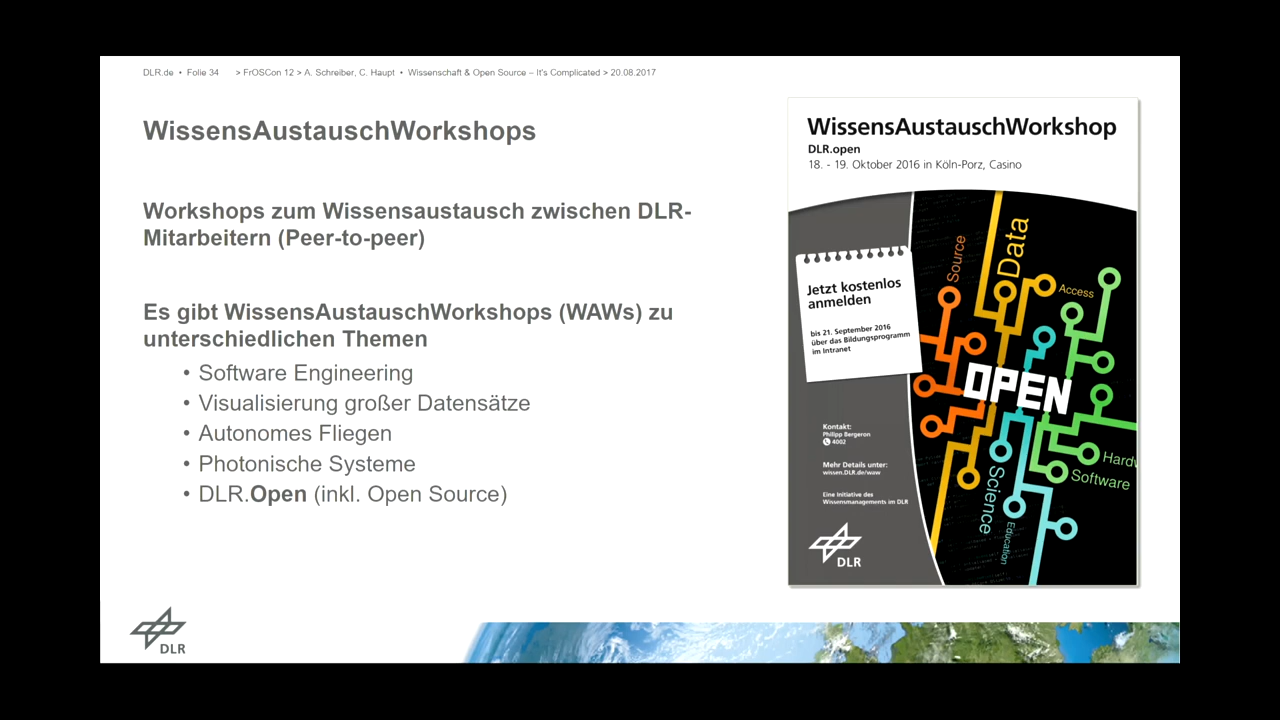 DLR.de • Folie 34 > FrOSCon 12 > A. Schreiber, C. Haupt • Wissenschaft & Open Source – It's Complicated > 20.08.2017
WissensAustauschWorkshops
Workshops zum Wissensaustausch zwischen DLR-
Mitarbeitern (Peer-to-peer)
Es gibt WissensAustauschWorkshops (WAWs) zu
unterschiedlichen Themen
• Software Engineering
• Visualisierung großer Datensätze
• Autonomes Fliegen
• Photonische Systeme
• DLR.Open (inkl. Open Source)
WissensAustauschWorkshop
DLR.open
18. - 19. Oktober 2016 in Köln-Porz, Casino
Jetzt kostenlos
anmelden
bis 21. September 2016
über das Bildungsprogramm
im Intranet
Source
Data
Access
OPEN
Hardw
Software
Science
Education
Kontakt:
Philipp Bergeron
4002
Mehr Details unter:
wissen.DLR.de/waw
Eine Initiative des
Wissensmanagements im DLR
DLR
DLR